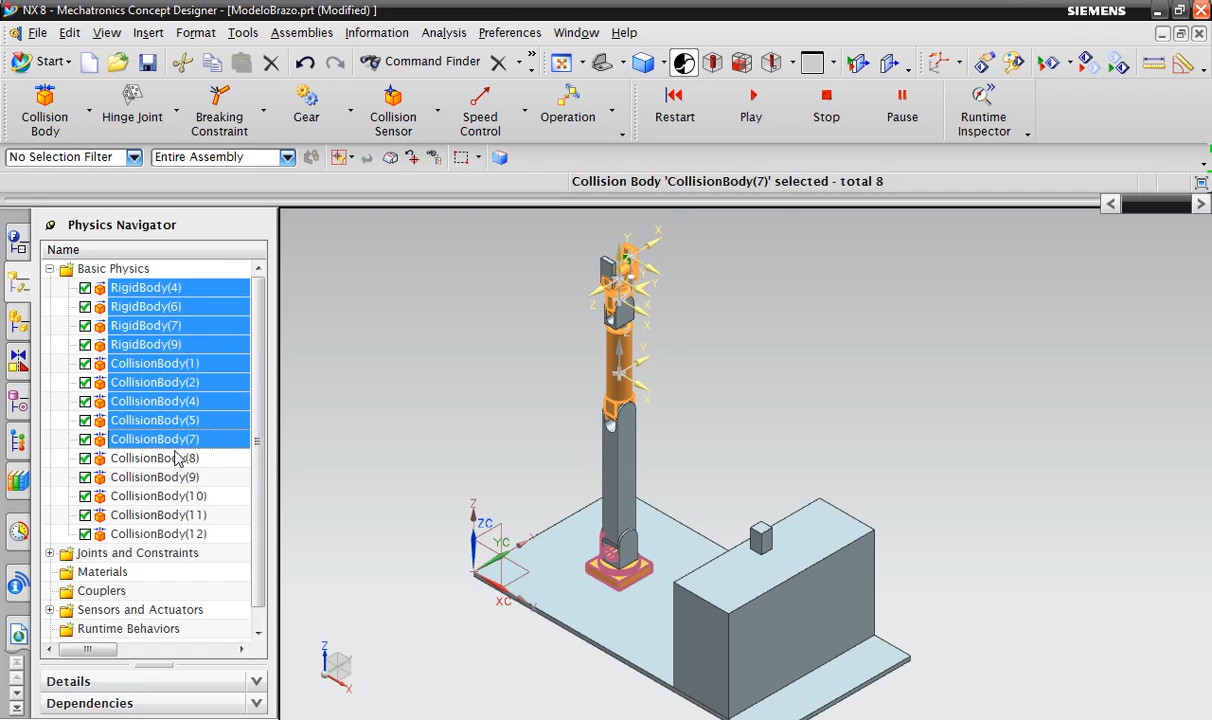 NX 8 - Mechatronics Concept Designer - [ModeloBrazo.prt (Modified) ]
SIEMENS
File Edit View Insert Format Tools Assemblies Information Analysis Preferences Window Help
Start
Command Finder
Collision Body
Hinge Joint
Breaking Constraint
Gear
Collision Sensor
Speed Control
Operation
Restart
Play
Stop
Pause
Runtime Inspector
No Selection Filter
Entire Assembly
Collision Body 'CollisionBody(7)' selected - total 8
Physics Navigator
Name
Basic Physics
RigidBody(4)
RigidBody(6)
RigidBody(7)
RigidBody(9)
CollisionBody(1)
CollisionBody(2)
CollisionBody(4)
CollisionBody(5)
CollisionBody(7)
CollisionBody(8)
CollisionBody(9)
CollisionBody(10)
CollisionBody(11)
CollisionBody(12)
Joints and Constraints
Materials
Couplers
Sensors and Actuators
Runtime Behaviors
Details
Dependencies
Y
X
Z
Y
X
X
Y
X
Z
ZC
YC
XC
Z
X